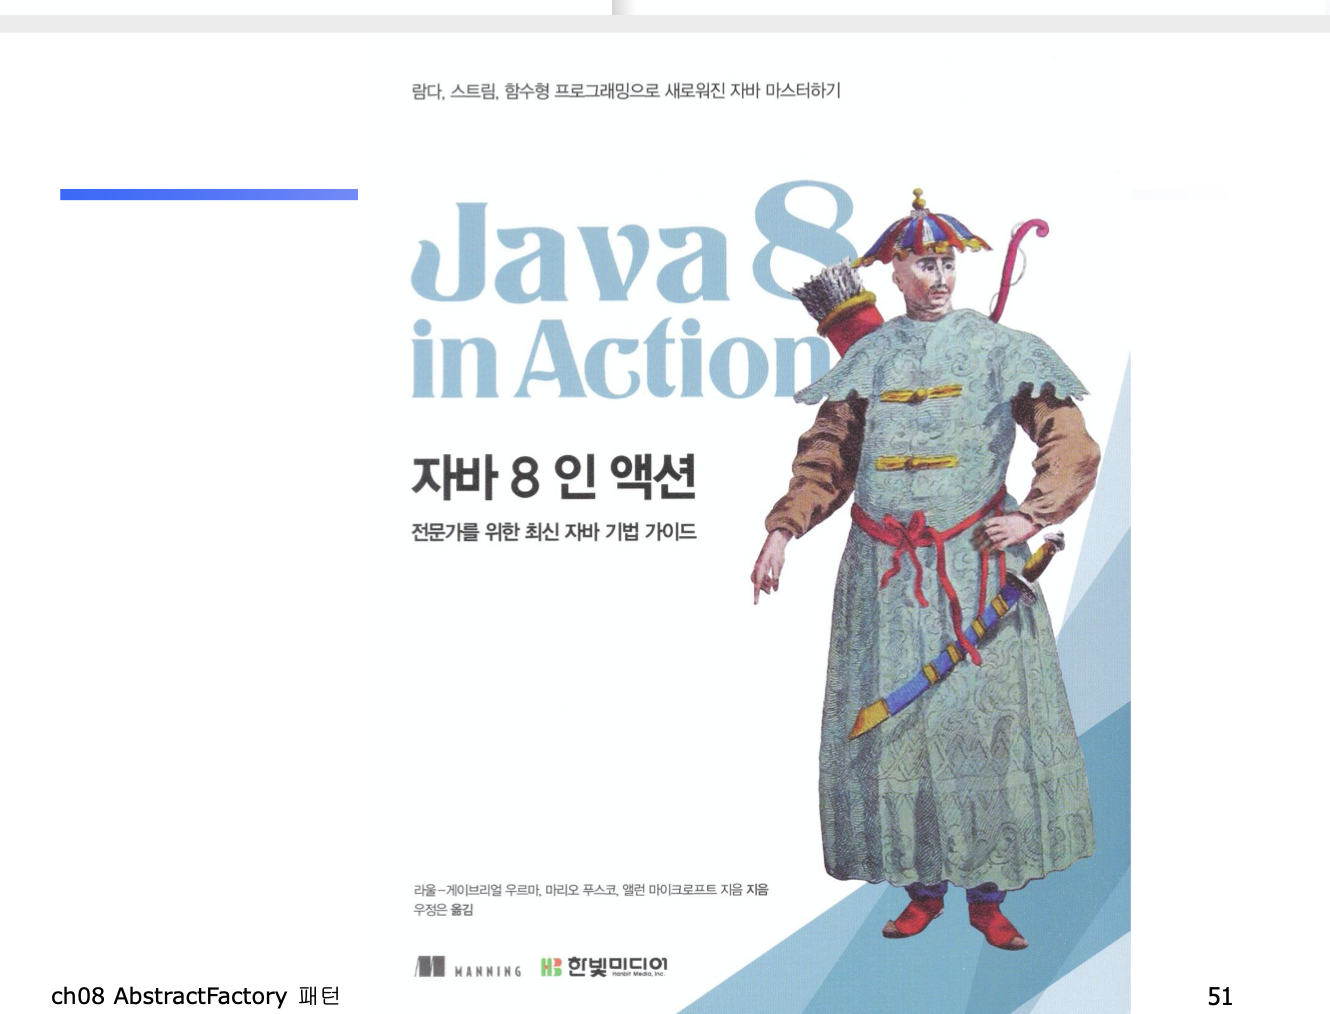 람다, 스트림, 함수형 프로그래밍으로 새로워진 자바 마스터하기
Java 8
in Action
자바 8 인 액션
전문가를 위한 최신 자바 기법 가이드
라울-게이브리얼 우르마, 마리오 푸스코, 앨런 마이크로프트 지음 지음
우정은 옮김
MANNING
HB 한빛미디어
Hanbit Media, Inc.
ch08 AbstractFactory 패턴
51